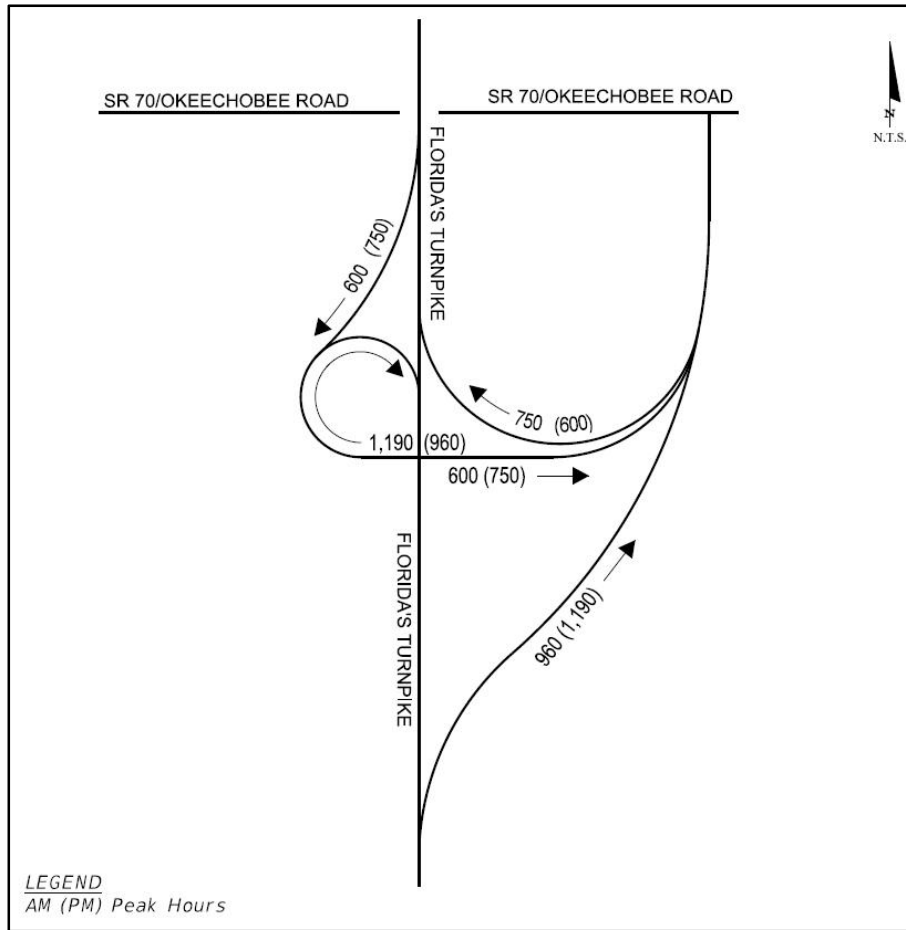 SR 70/OKEECHOBEE ROAD
SR 70/OKEECHOBEE ROAD
N
N.T.S.
FLORIDA'S TURNPIKE
600 (750)
750 (600)
1,190 (960)
600 (750)
FLORIDA'S TURNPIKE
960 (1,190)
LEGEND
AM (PM) Peak Hours